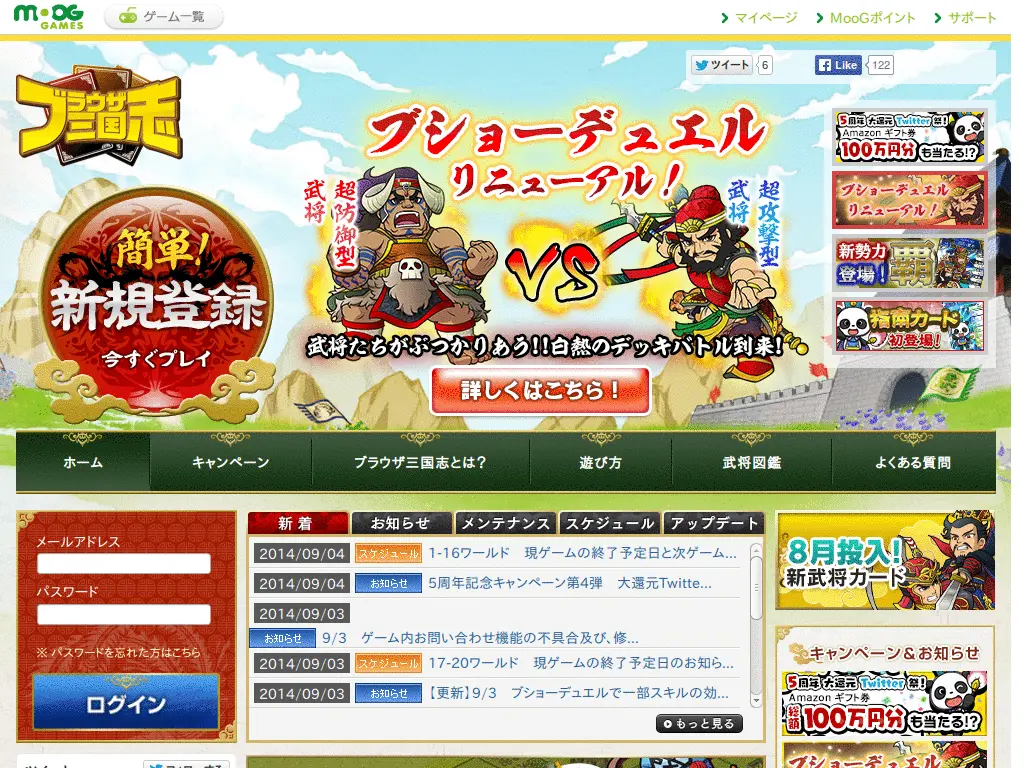 MOOG GAMES
ゲーム一覧
マイページ
MooGポイント
サポート
ツイート 6
Like 122
ブラウザ三国志
ブショーデュエル
リニューアル！
超防御型
武将
VS
超攻撃型
武将
武将たちがぶつかりあう!!白熱のデッキバトル到来!
詳しくはこちら！
簡単!
新規登録
今すぐプレイ
5周年 大還元 Twitter祭!
Amazon ギフト券
100万円分も当たる!?
ブショーデュエル
リニューアル！
新勢力
登場!
覇
指南カード
初登場!
ホーム
キャンペーン
ブラウザ三国志とは？
遊び方
武将図鑑
よくある質問
メールアドレス
パスワード
※ パスワードを忘れた方はこちら
ログイン
新着
お知らせ
メンテナンス
スケジュール
アップデート
2014/09/04 スケジュール 1-16ワールド　現ゲームの終了予定日と次ゲーム...
2014/09/04 お知らせ 5周年記念キャンペーン第4弾　大還元Twitte...
2014/09/03
お知らせ 9/3　ゲーム内お問い合わせ機能の不具合及び、修...
2014/09/03 スケジュール 17-20ワールド　現ゲームの終了予定日のお知ら...
2014/09/03 お知らせ 【更新】9/3　ブショーデュエルで一部スキルの効...
もっと見る
8月投入!
新武将カード
キャンペーン＆お知らせ
5周年 大還元 Twitter祭!
Amazon ギフト券
総額100万円分も当たる!?
ブショーデュエル